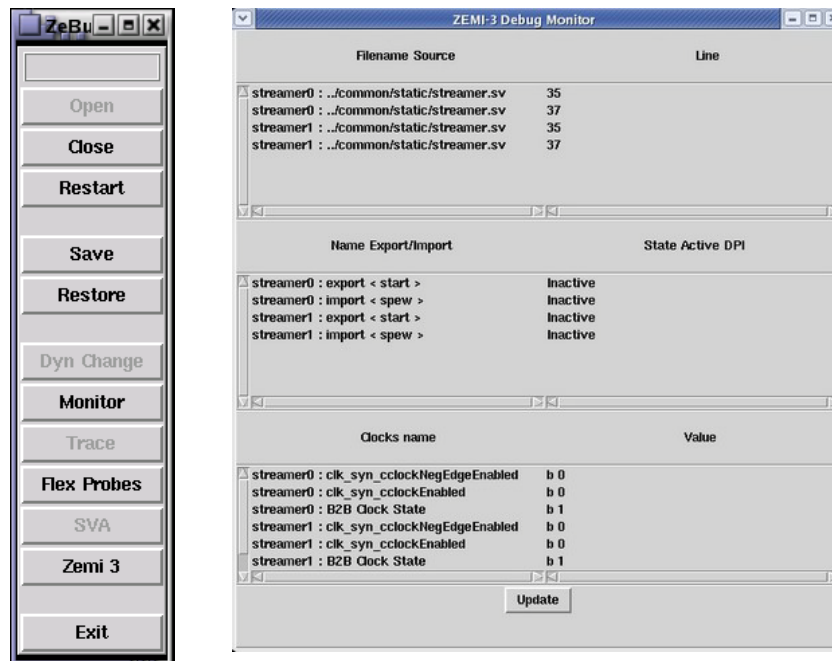 ZeBu
Open
Close
Restart
Save
Restore
Dyn Change
Monitor
Trace
Flex Probes
SVA
Zemi 3
Exit
ZEMI-3 Debug Monitor
Filename Source Line
streamer0 : ../common/static/streamer.sv 35
streamer0 : ../common/static/streamer.sv 37
streamer1 : ../common/static/streamer.sv 35
streamer1 : ../common/static/streamer.sv 37
Name Export/Import State Active DPI
streamer0 : export < start > Inactive
streamer0 : import < spew > Inactive
streamer1 : export < start > Inactive
streamer1 : import < spew > Inactive
Clocks name Value
streamer0 : clk_syn_cclockNegEdgeEnabled b 0
streamer0 : clk_syn_cclockEnabled b 0
streamer0 : B2B Clock State b 1
streamer1 : clk_syn_cclockNegEdgeEnabled b 0
streamer1 : clk_syn_cclockEnabled b 0
streamer1 : B2B Clock State b 1
Update